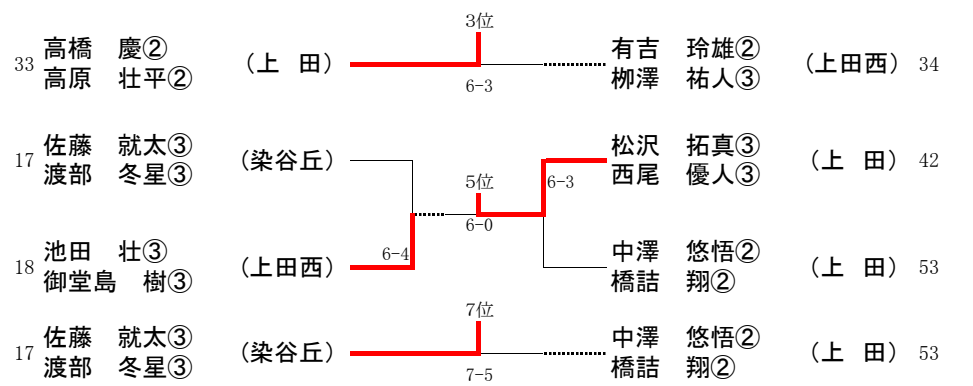 3位
33 高橋　慶② (上　田) 有吉　玲雄② (上田西) 34
高原　壮平② 栁澤　祐人③
6-3
17 佐藤　就太③ (染谷丘) 松沢　拓真③ (上　田) 42
渡部　冬星③ 西尾　優人③
5位 6-3
6-0
18 池田　壮③ (上田西) 6-4 中澤　悠悟② (上　田) 53
御堂島　樹③ 橋詰　翔②
7位
17 佐藤　就太③ (染谷丘) 中澤　悠悟② (上　田) 53
渡部　冬星③ 橋詰　翔②
7-5